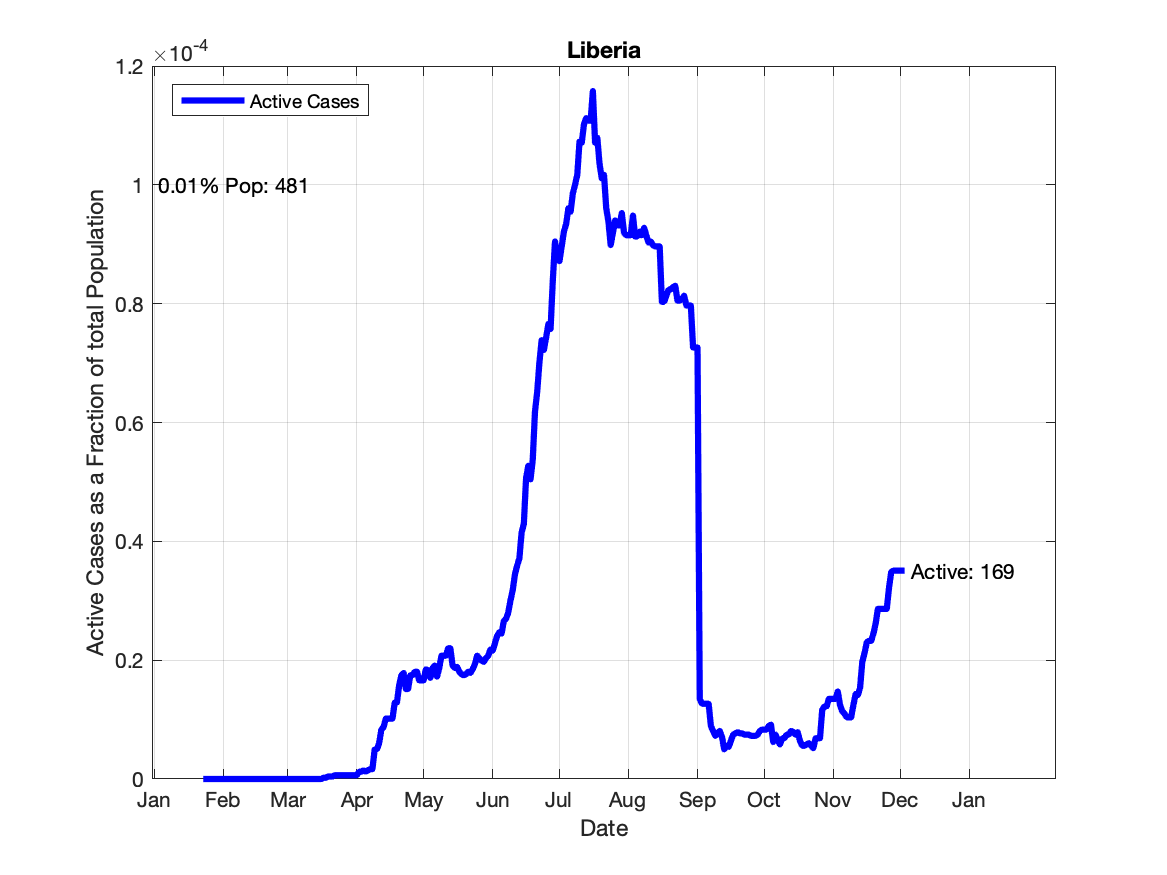 Liberia
×10-4
Active Cases
0.01% Pop: 481
Active: 169
1.2
1
0.8
0.6
0.4
0.2
0
Active Cases as a Fraction of total Population
Jan Feb Mar Apr May Jun Jul Aug Sep Oct Nov Dec Jan
Date